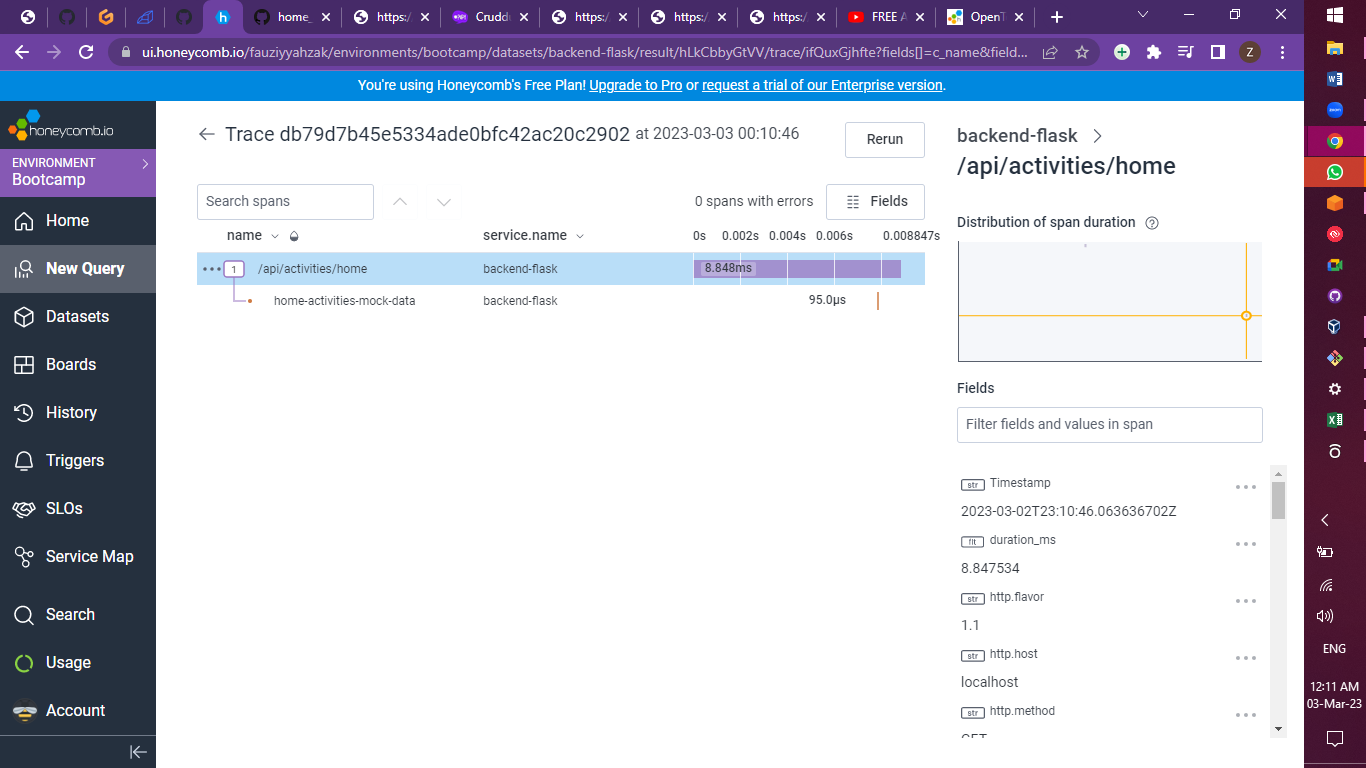 home_
https:/
Crudd
https:/
https:/
https:/
FREE A
OpenT
ui.honeycomb.io/fauziyyahzak/environments/bootcamp/datasets/backend-flask/result/hLkCbbyGtVV/trace/ifQuxGjhfte?fields[]=c_name&field...
Z
You're using Honeycomb's Free Plan! Upgrade to Pro or request a trial of our Enterprise version.
honeycomb.io
ENVIRONMENT
Bootcamp
Home
New Query
Datasets
Boards
History
Triggers
SLOs
Service Map
Search
Usage
Account
Trace db79d7b45e5334ade0bfc42ac20c2902 at 2023-03-03 00:10:46
Rerun
Search spans
0 spans with errors
Fields
name
service.name
0s 0.002s 0.004s 0.006s 0.008847s
1 /api/activities/home backend-flask 8.848ms
home-activities-mock-data backend-flask 95.0μs
backend-flask
/api/activities/home
Distribution of span duration
Fields
Filter fields and values in span
str Timestamp
2023-03-02T23:10:46.063636702Z
flt duration_ms
8.847534
str http.flavor
1.1
str http.host
localhost
str http.method
GET
ENG
12:11 AM
03-Mar-23